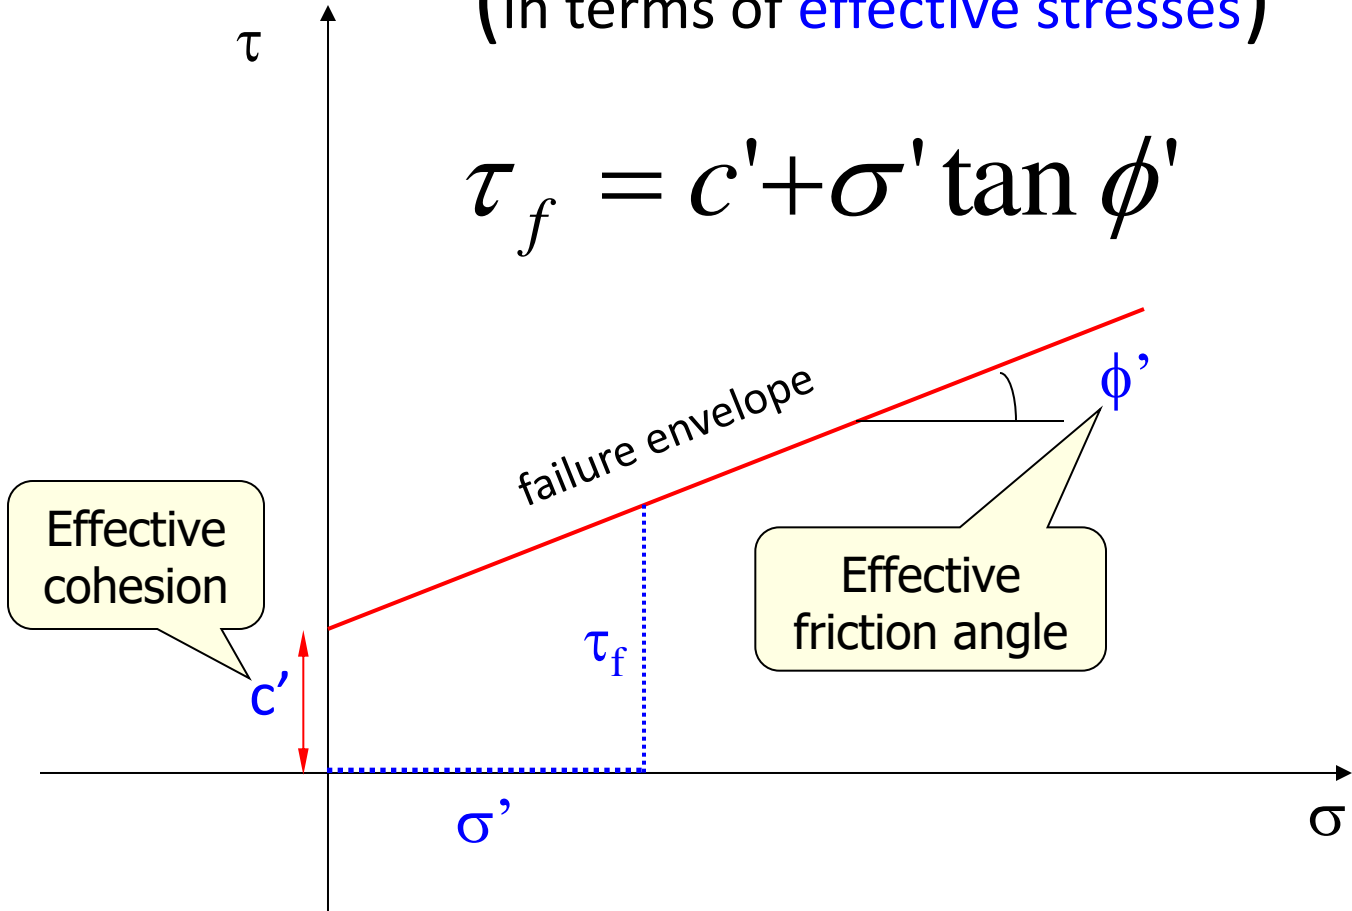 (in terms of effective stresses)
τ
τf = c'+σ' tan ϕ'
failure envelope
ϕ’
Effective
cohesion
Effective
friction angle
τf
c’
σ’
σ